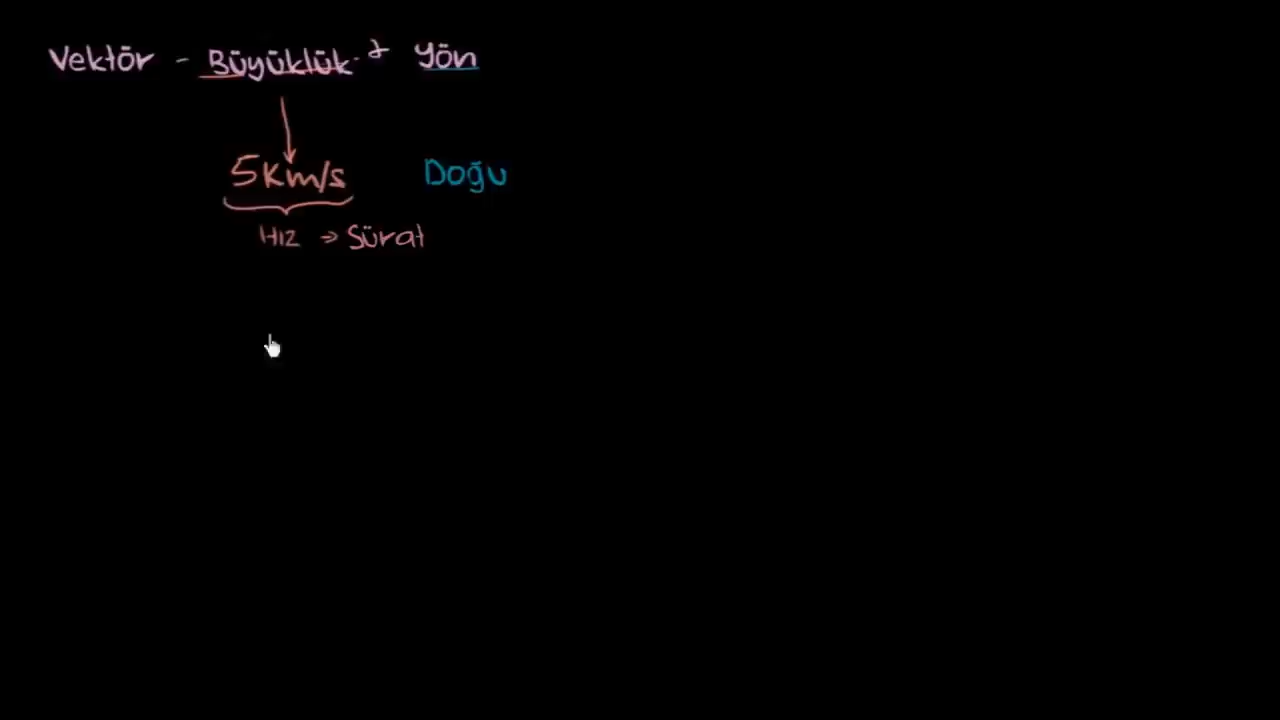 Vektör - Büyüklük + Yön
5km/s Doğu
Hız → Sürat